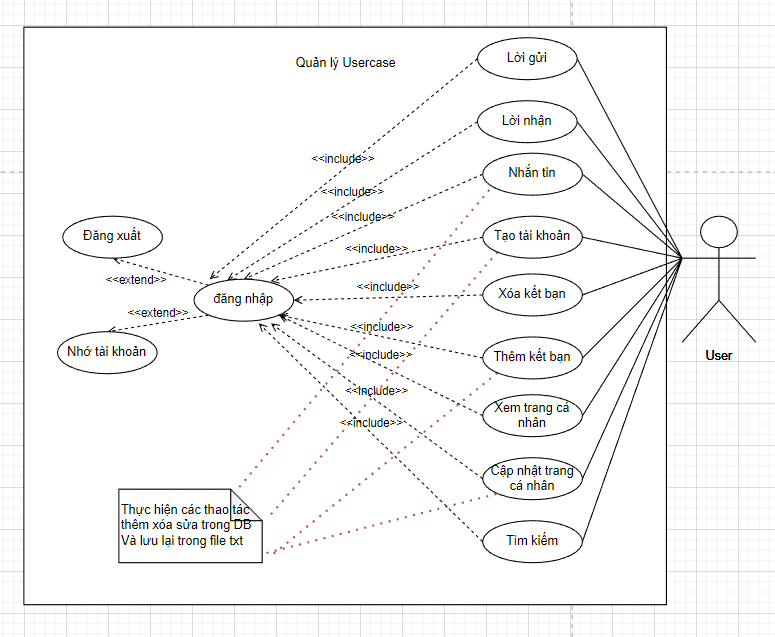 Quản lý Usercase
Lời gửi
Lời nhận
Nhắn tin
Tạo tài khoản
Xóa kết bạn
Thêm kết bạn
Xem trang cá
nhân
Cập nhật trang
cá nhân
Tìm kiếm
<<include>>
<<include>>
<<include>>
<<include>>
<<include>>
<<include>>
<<include>>
<<include>>
<<include>>
Đăng xuất
<<extend>>
đăng nhập
<<extend>>
Nhớ tài khoản
User
Thực hiện các thao tác
thêm xóa sửa trong DB
Và lưu lại trong file txt